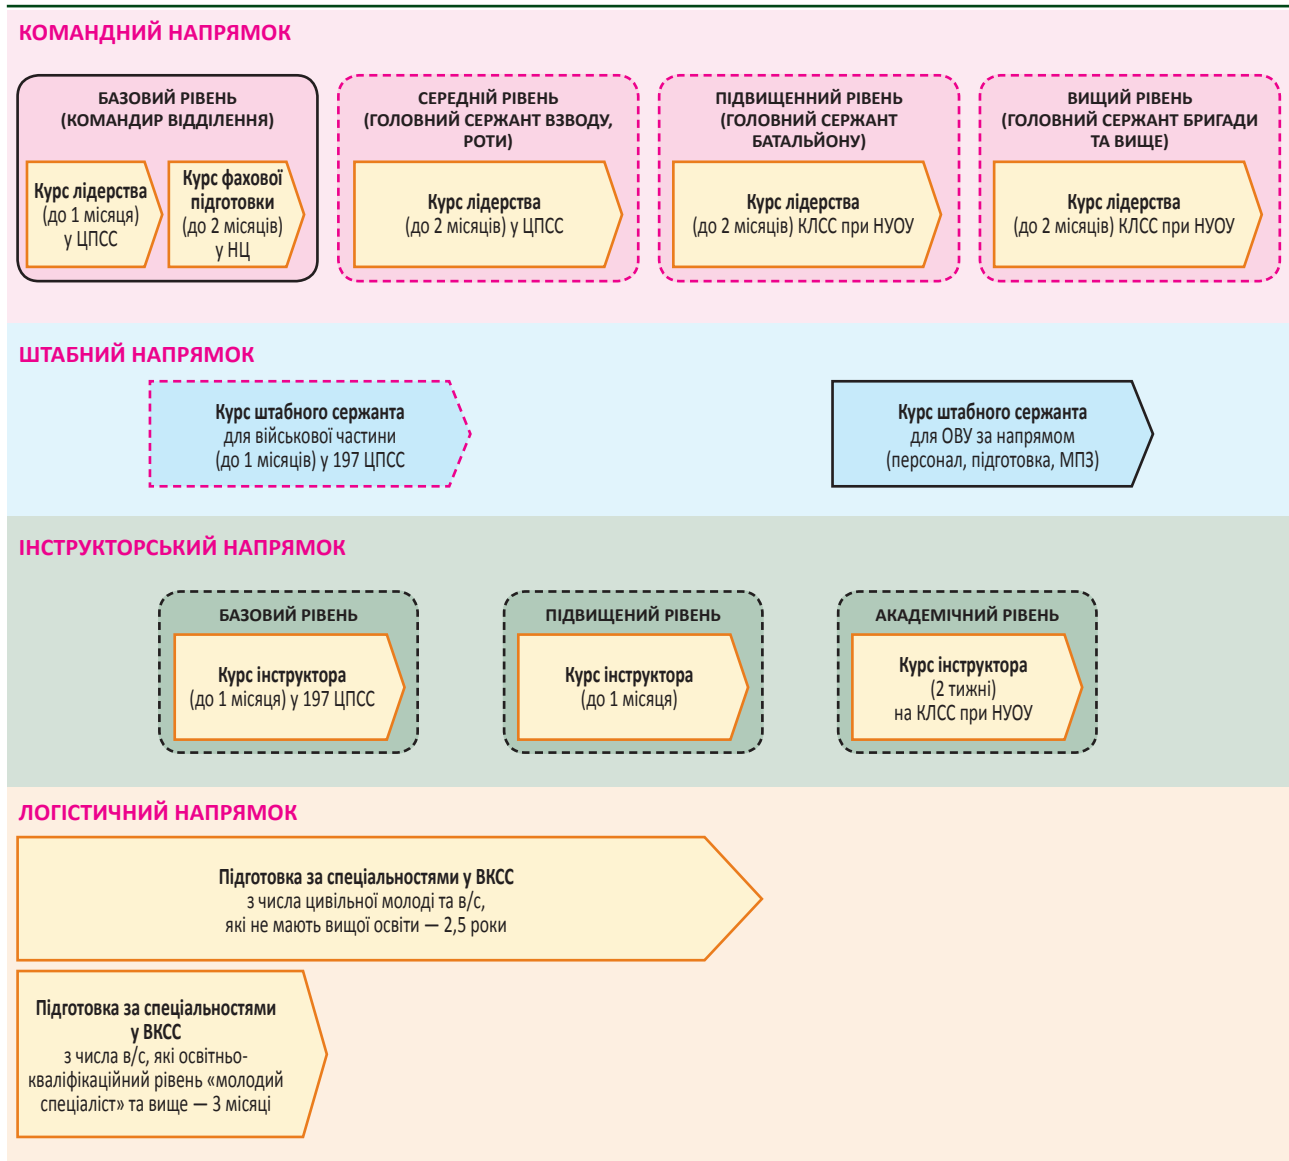 КОМАНДНИЙ НАПРЯМОК
БАЗОВИЙ РІВЕНЬ
(КОМАНДИР ВІДДІЛЕННЯ)
Курс лідерства
(до 1 місяця)
у ЦПСС
Курс фахової
підготовки
(до 2 місяців)
у НЦ
СЕРЕДНІЙ РІВЕНЬ
(ГОЛОВНИЙ СЕРЖАНТ ВЗВОДУ,
РОТИ)
Курс лідерства
(до 2 місяців) у ЦПСС
ПІДВИЩЕННИЙ РІВЕНЬ
(ГОЛОВНИЙ СЕРЖАНТ
БАТАЛЬЙОНУ)
Курс лідерства
(до 2 місяців) КЛСС при НУОУ
ВИЩИЙ РІВЕНЬ
(ГОЛОВНИЙ СЕРЖАНТ БРИГАДИ
ТА ВИЩЕ)
Курс лідерства
(до 2 місяців) КЛСС при НУОУ
ШТАБНИЙ НАПРЯМОК
Курс штабного сержанта
для військової частини
(до 1 місяців) у 197 ЦПСС
Курс штабного сержанта
для ОВУ за напрямом
(персонал, підготовка, МПЗ)
ІНСТРУКТОРСЬКИЙ НАПРЯМОК
БАЗОВИЙ РІВЕНЬ
Курс інструктора
(до 1 місяця) у 197 ЦПСС
ПІДВИЩЕНИЙ РІВЕНЬ
Курс інструктора
(до 1 місяця)
АКАДЕМІЧНИЙ РІВЕНЬ
Курс інструктора
(2 тижні)
на КЛСС при НУОУ
ЛОГІСТИЧНИЙ НАПРЯМОК
Підготовка за спеціальностями у ВКСС
з числа цивільної молоді та в/с,
які не мають вищої освіти — 2,5 роки
Підготовка за спеціальностями
у ВКСС
з числа в/с, які освітньо-
кваліфікаційний рівень «молодий
спеціаліст» та вище — 3 місяці